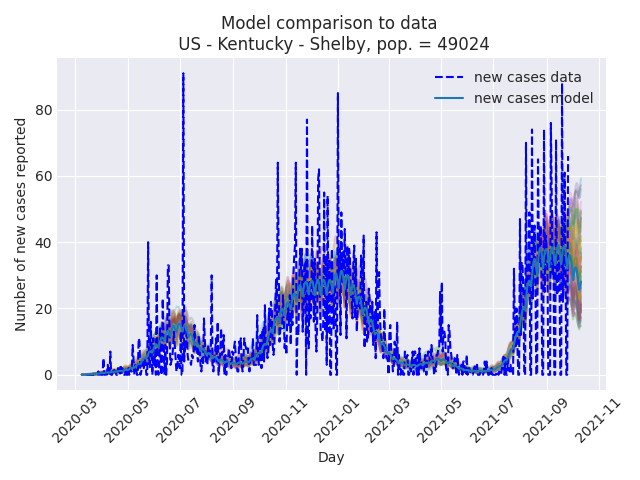 Model comparison to data
US - Kentucky - Shelby, pop. = 49024
new cases data
new cases model
Number of new cases reported
80
60
40
20
0
2020-03
2020-05
2020-07
2020-09
2020-11
2021-01
2021-03
2021-05
2021-07
2021-09
2021-11
Day